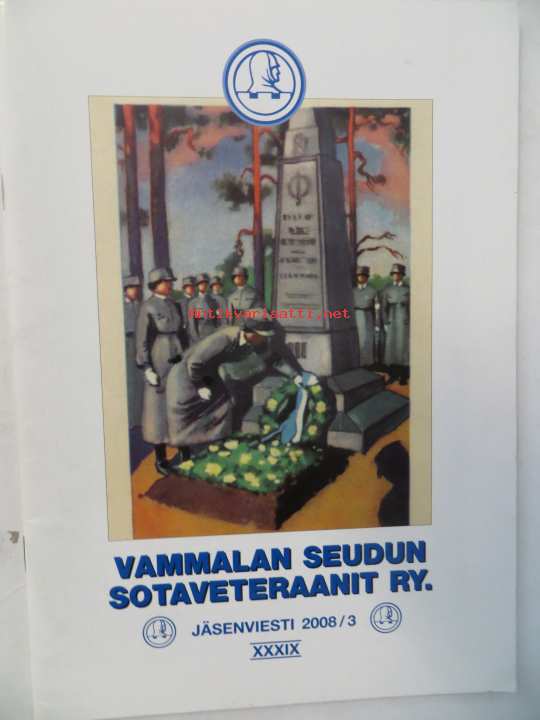 Antikvariaatti.net
VAMMALAN SEUDUN
SOTAVETERAANIT RY.
JÄSENVIESTI 2008/3
XXXIX